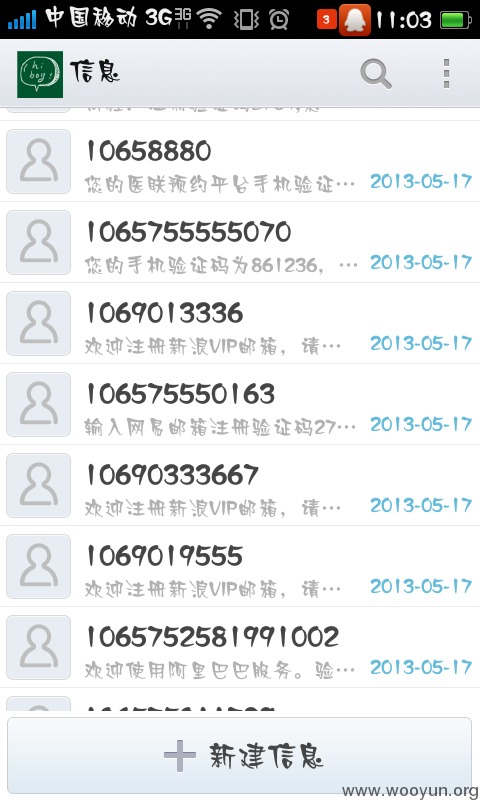 中国移动 3G 3G 3 11:03
hi boy!
信息
10658880
您的医联预约平台手机验证… 2013-05-17
1065755555070
您的手机验证码为861236，… 2013-05-17
1069013336
欢迎注册新浪VIP邮箱，请… 2013-05-17
106575550163
输入网易邮箱注册验证码27… 2013-05-17
10690333667
欢迎注册新浪VIP邮箱，请… 2013-05-17
1069019555
欢迎注册新浪VIP邮箱，请… 2013-05-17
1065752581991002
欢迎使用阿里巴巴服务。验… 2013-05-17
新建信息
www.wooyun.org